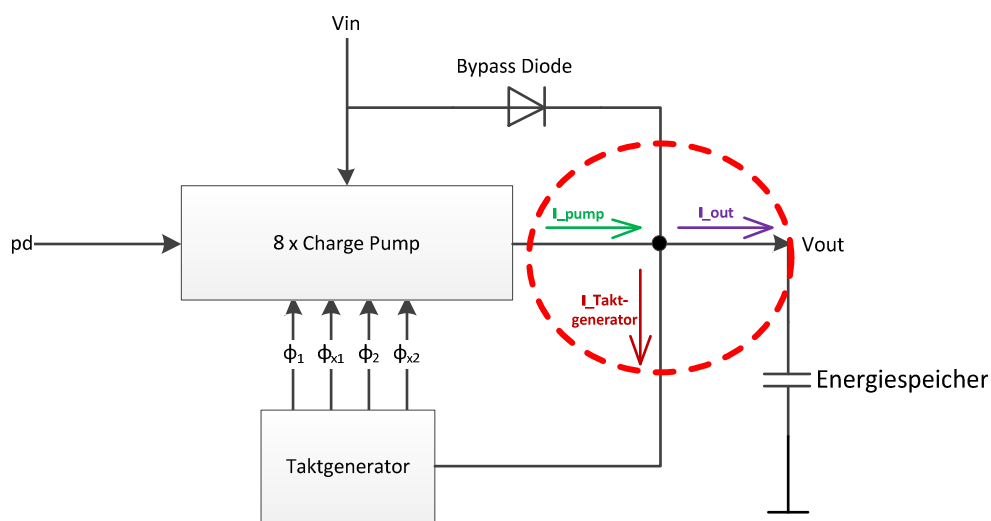 Vin
Bypass Diode
I_pump
I_out
pd
8 x Charge Pump
Vout
I_Takt-
generator
ϕ1
ϕx1
ϕ2
ϕx2
Energiespeicher
Taktgenerator